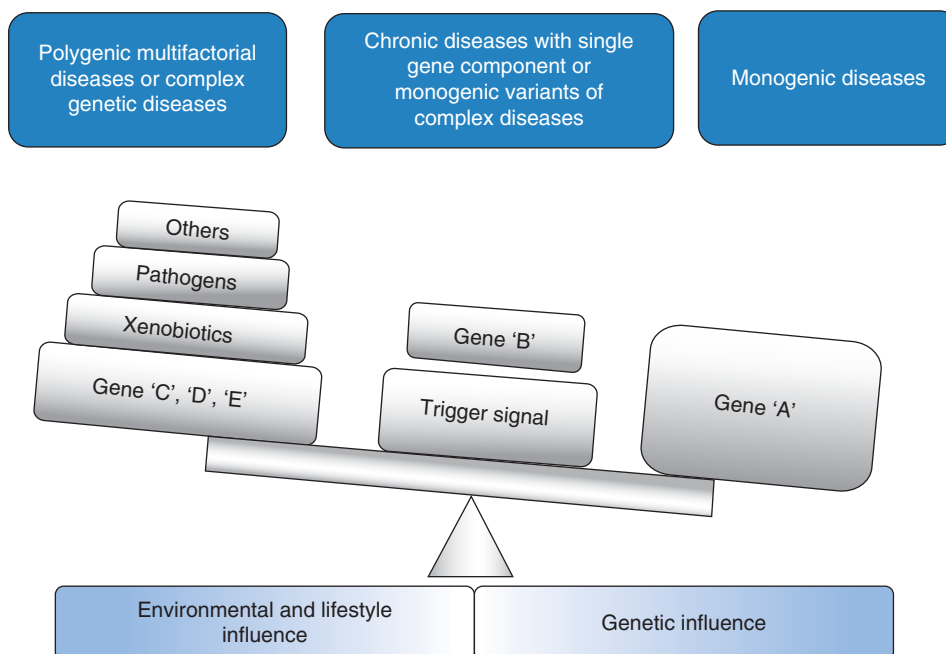 Polygenic multifactorial
diseases or complex
genetic diseases
Chronic diseases with single
gene component or
monogenic variants of
complex diseases
Monogenic diseases
Others
Pathogens
Xenobiotics
Gene ‘C’, ‘D’, ‘E’
Gene ‘B’
Trigger signal
Gene ‘A’
Environmental and lifestyle
influence
Genetic influence